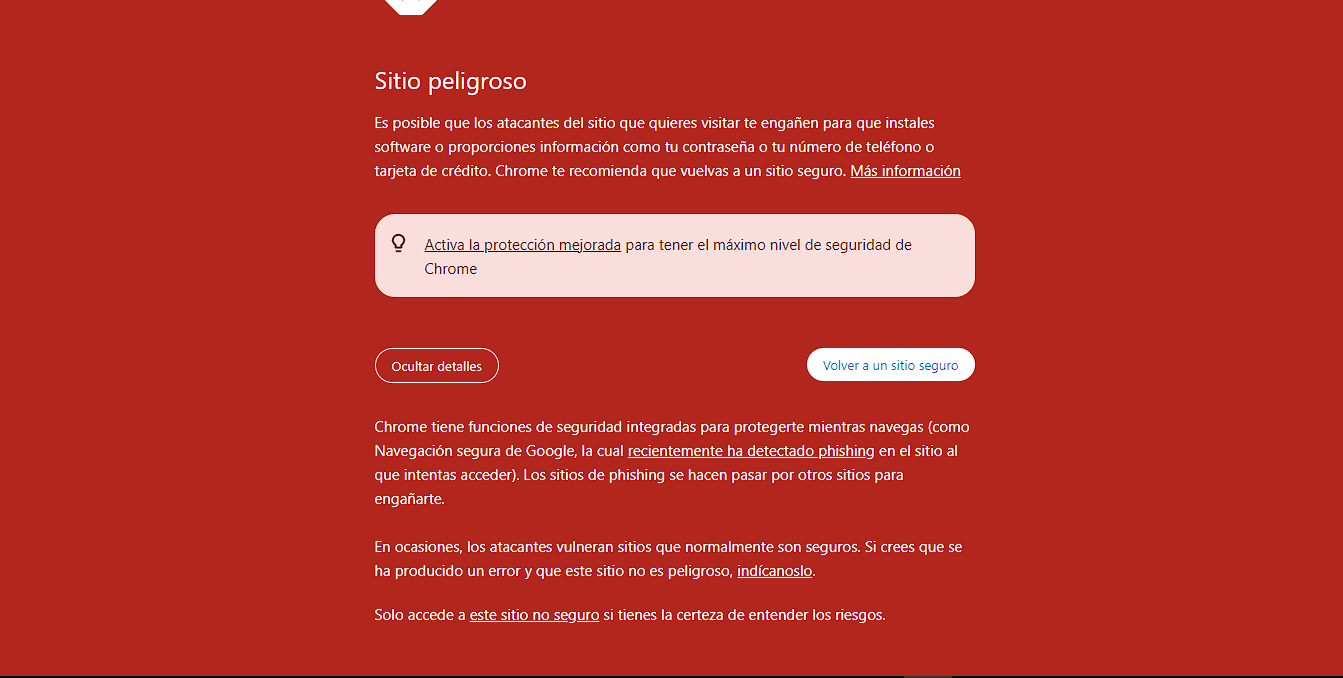 Sitio peligroso
Es posible que los atacantes del sitio que quieres visitar te engañen para que instales
software o proporciones información como tu contraseña o tu número de teléfono o
tarjeta de crédito. Chrome te recomienda que vuelvas a un sitio seguro. Más información
Activa la protección mejorada para tener el máximo nivel de seguridad de
Chrome
Ocultar detalles
Volver a un sitio seguro
Chrome tiene funciones de seguridad integradas para protegerte mientras navegas (como
Navegación segura de Google, la cual recientemente ha detectado phishing en el sitio al
que intentas acceder). Los sitios de phishing se hacen pasar por otros sitios para
engañarte.
En ocasiones, los atacantes vulneran sitios que normalmente son seguros. Si crees que se
ha producido un error y que este sitio no es peligroso, indícanoslo.
Solo accede a este sitio no seguro si tienes la certeza de entender los riesgos.